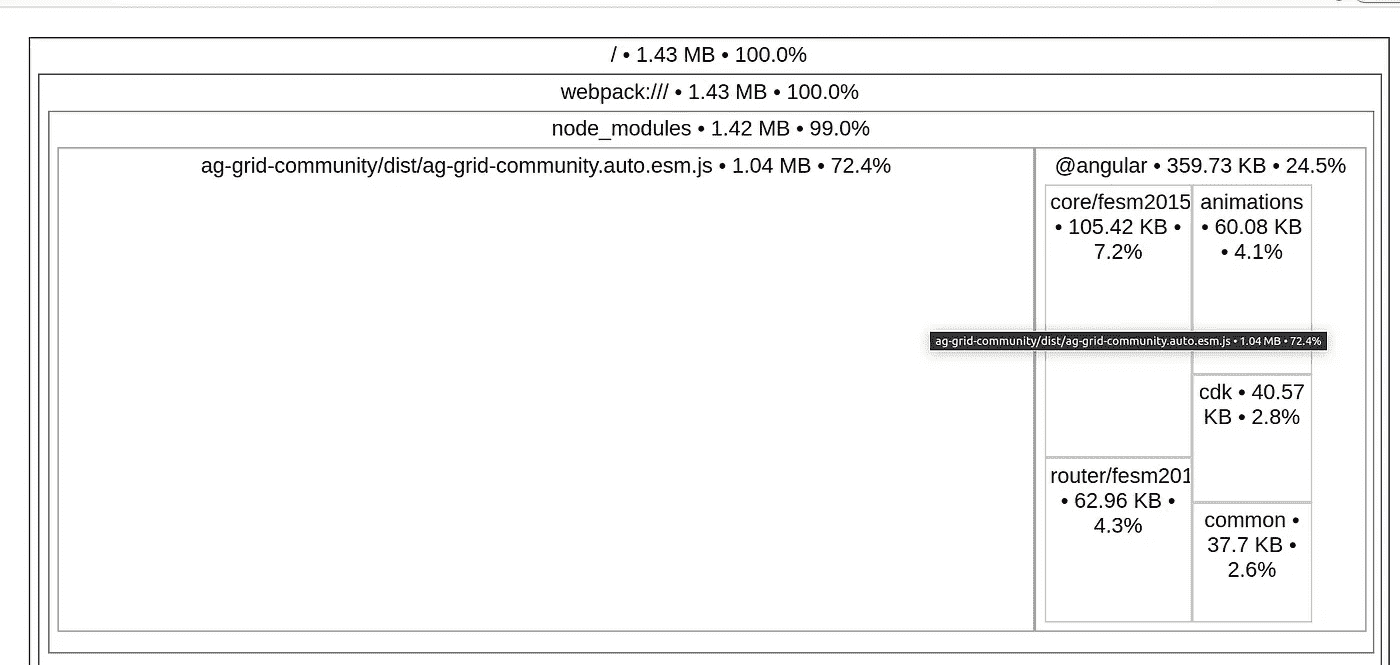 / • 1.43 MB • 100.0%
webpack:/// • 1.43 MB • 100.0%
node_modules • 1.42 MB • 99.0%
ag-grid-community/dist/ag-grid-community.auto.esm.js • 1.04 MB • 72.4%
@angular • 359.73 KB • 24.5%
core/fesm2015
• 105.42 KB •
7.2%
animations
• 60.08 KB
• 4.1%
ag-grid-community/dist/ag-grid-community.auto.esm.js • 1.04 MB • 72.4%
cdk • 40.57
KB • 2.8%
router/fesm201
• 62.96 KB •
4.3%
common •
37.7 KB •
2.6%